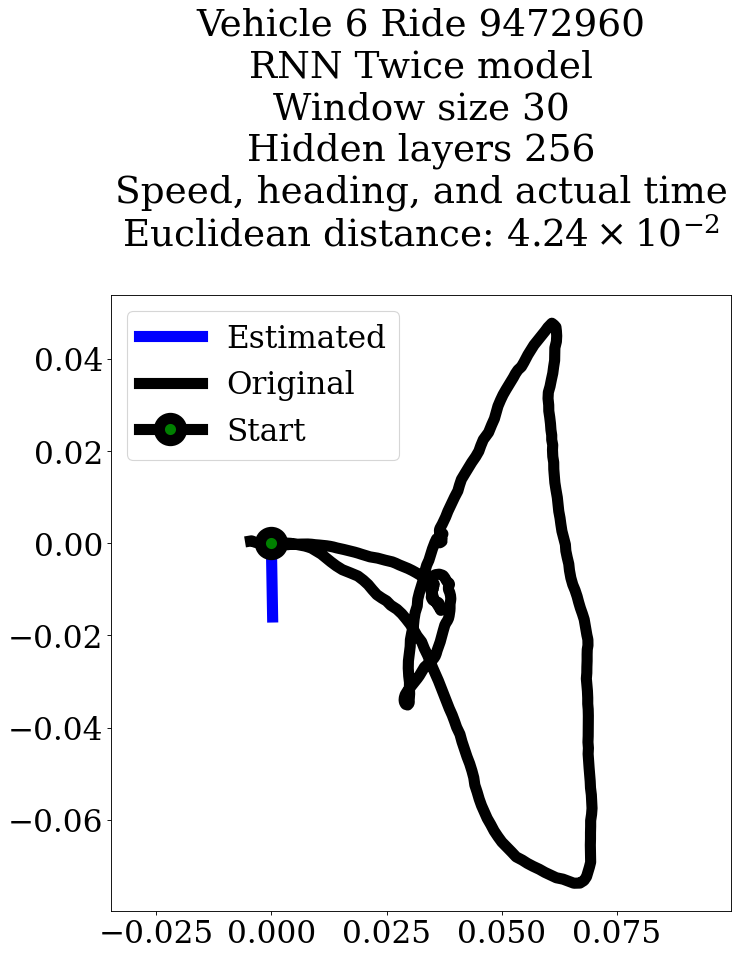 Vehicle 6 Ride 9472960
RNN Twice model
Window size 30
Hidden layers 256
Speed, heading, and actual time
Euclidean distance: 4.24 × 10⁻²
Estimated
Original
Start
0.04
0.02
0.00
−0.02
−0.04
−0.06
−0.025 0.000 0.025 0.050 0.075